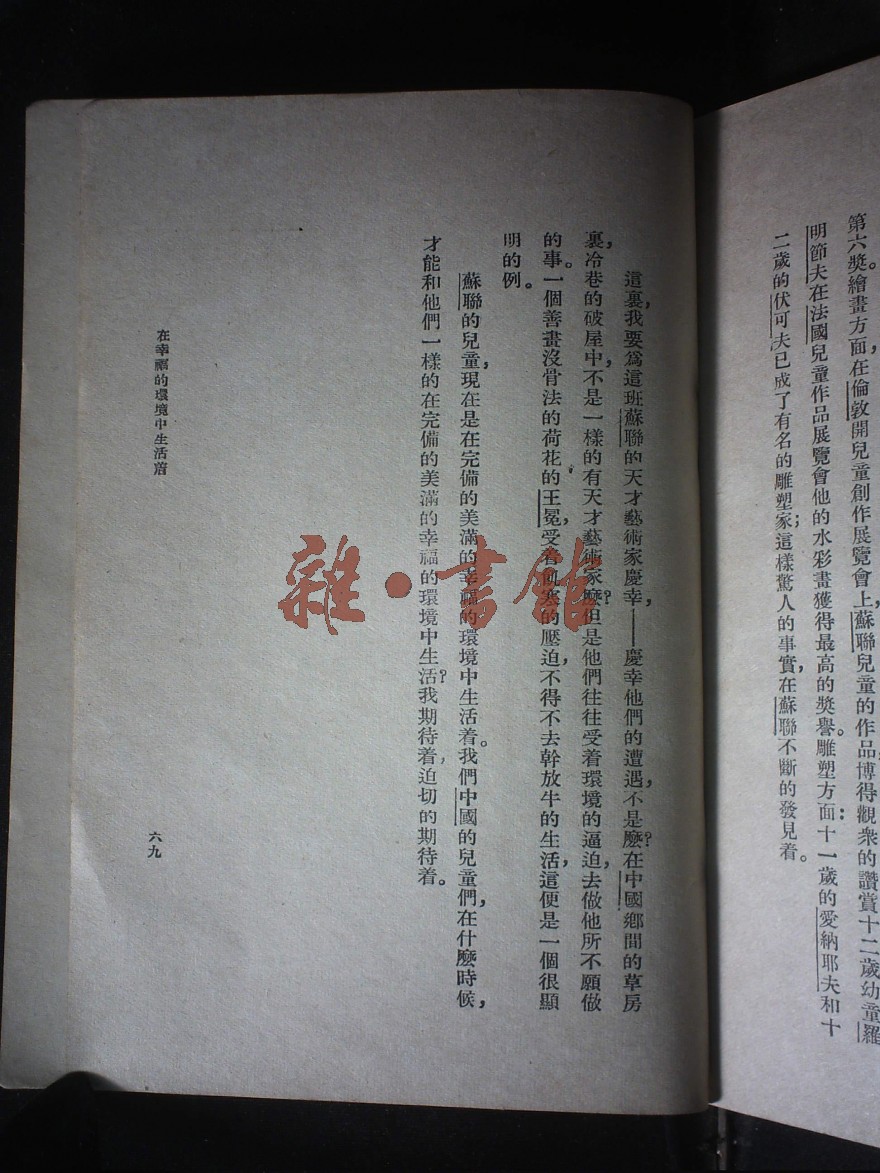 第六獎。繪畫方面，在倫敦開兒童創作展覽會上，蘇聯兒童的作品博得觀衆的讚賞，十二歲幼童羅
明節夫在法國兒童作品展覽會他的水彩畫獲得最高的獎譽。雕塑方面：十一歲的愛納耶夫和十
二歲的伏可夫已成了有名的雕塑家；這樣驚人的事實，在蘇聯不斷的發見着。
這裏，我要爲這班蘇聯的天才藝術家慶幸，——慶幸他們的遭遇，不是麼？在中國鄉間的草房
裏，冷巷的破屋中，不是一樣的有天才藝術家麼？但是他們往往受着環境的逼迫，去做他所不願做
的事。一個善畫沒骨法的荷花的王冕，受着的壓迫，不得不去幹放牛的生活，這便是一個很顯
明的例。
蘇聯的兒童，現在是在完備的美滿的幸福的環境中生活着。我們中國的兒童們，在什麼時候，
才能和他們一樣的在完備的美滿的幸福的環境中生活？我期待着，迫切的期待着。
在幸福的環境中生活着
六九
雜·書館